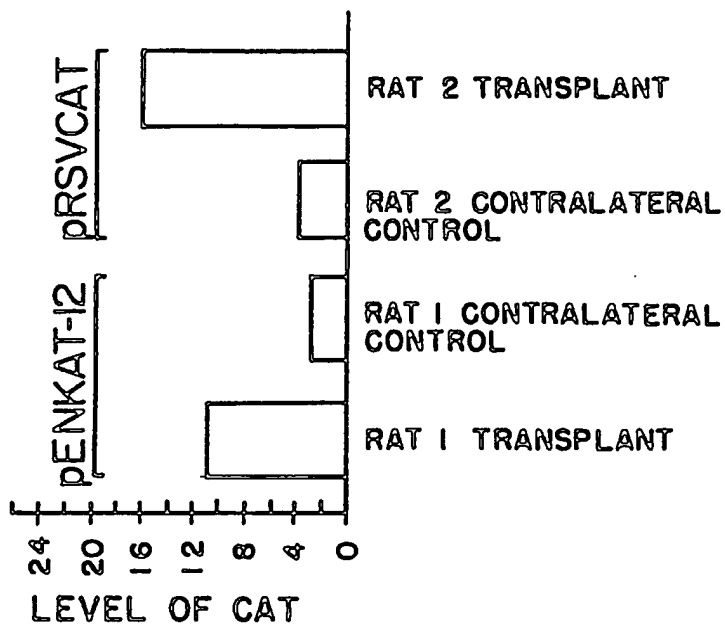 pRSVCAT
pENKAT-12
RAT 2 TRANSPLANT
RAT 2 CONTRALATERAL
CONTROL
RAT 1 CONTRALATERAL
CONTROL
RAT 1 TRANSPLANT
24 20 16 12 8 4 0
LEVEL OF CAT